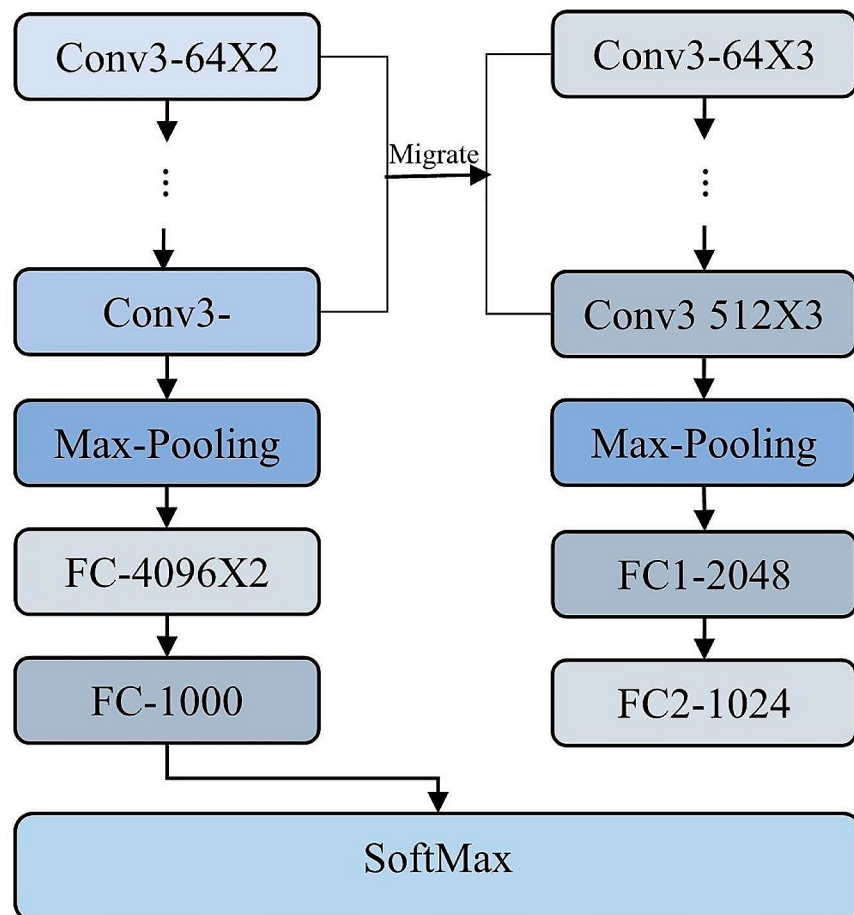 Conv3-64X2
Conv3-64X3
Migrate
⋮
⋮
Conv3-
Conv3 512X3
Max-Pooling
Max-Pooling
FC-4096X2
FC1-2048
FC-1000
FC2-1024
SoftMax